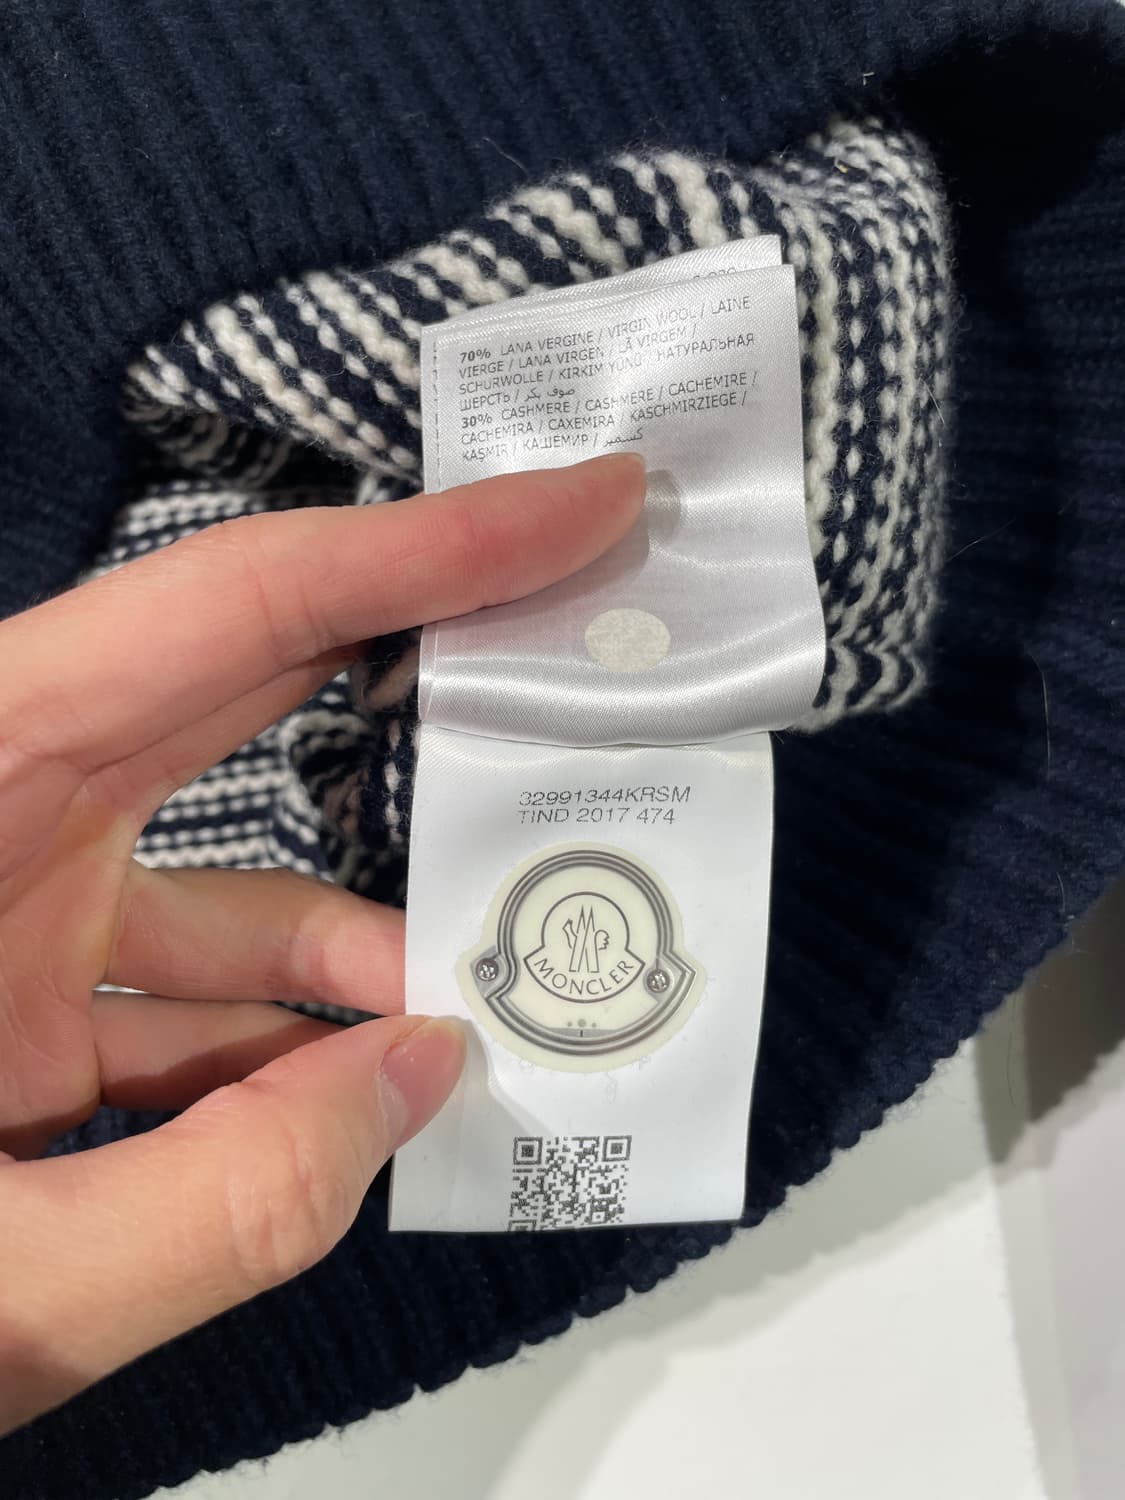 70% LANA VERGINE / VIRGIN WOOL / LAINE
VIERGE / LANA VIRGEN / LÃ VIRGEM /
SCHURWOLLE / KIRKIM YÜNÜ / НАТУРАЛЬНАЯ
ШЕРСТЬ / صوف بكر
30% CASHMERE / CASHMERE / CACHEMIRE /
CACHEMIRA / CAXEMIRA / KASCHMIRZIEGE /
KAŞMİR / КАШЕМИР / كشمير
32991344KRSM
TIND 2017 474
MONCLER